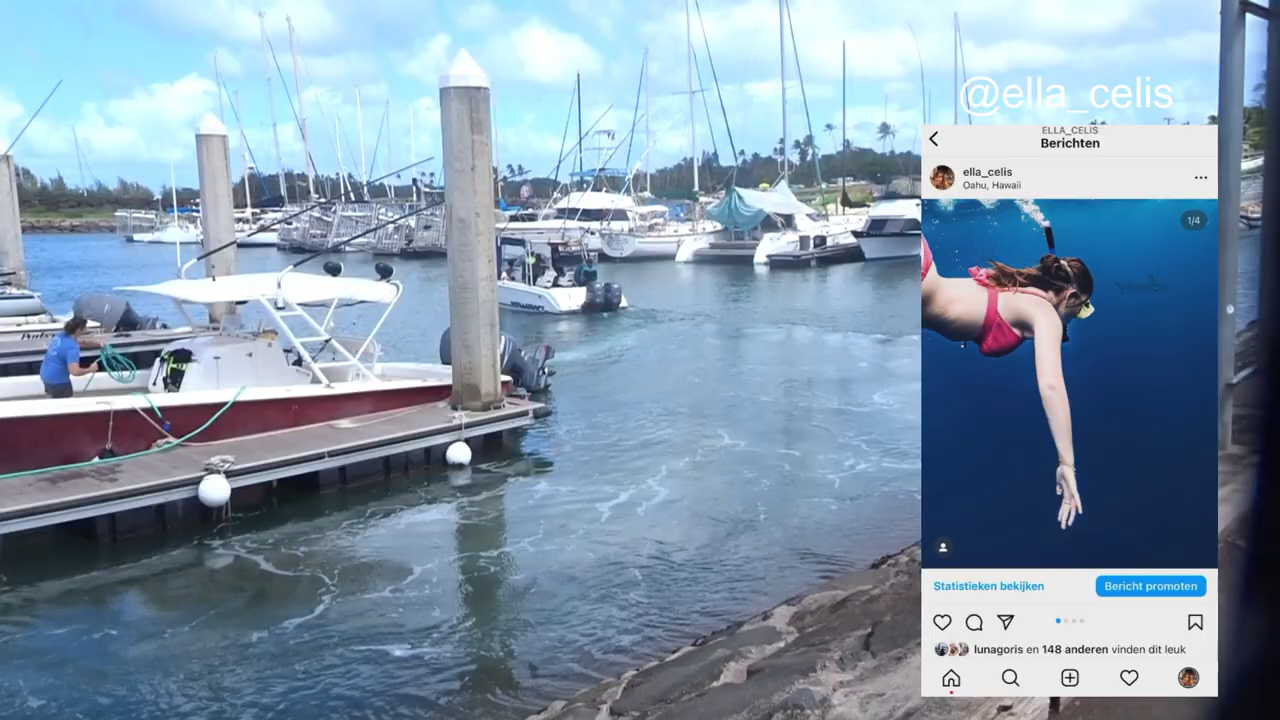 @ella_celis
ELLA_CELIS
Berichten
ella_celis
Oahu, Hawaii
1/4
Statistieken bekijken
Bericht promoten
lunagoris en 148 anderen vinden dit leuk